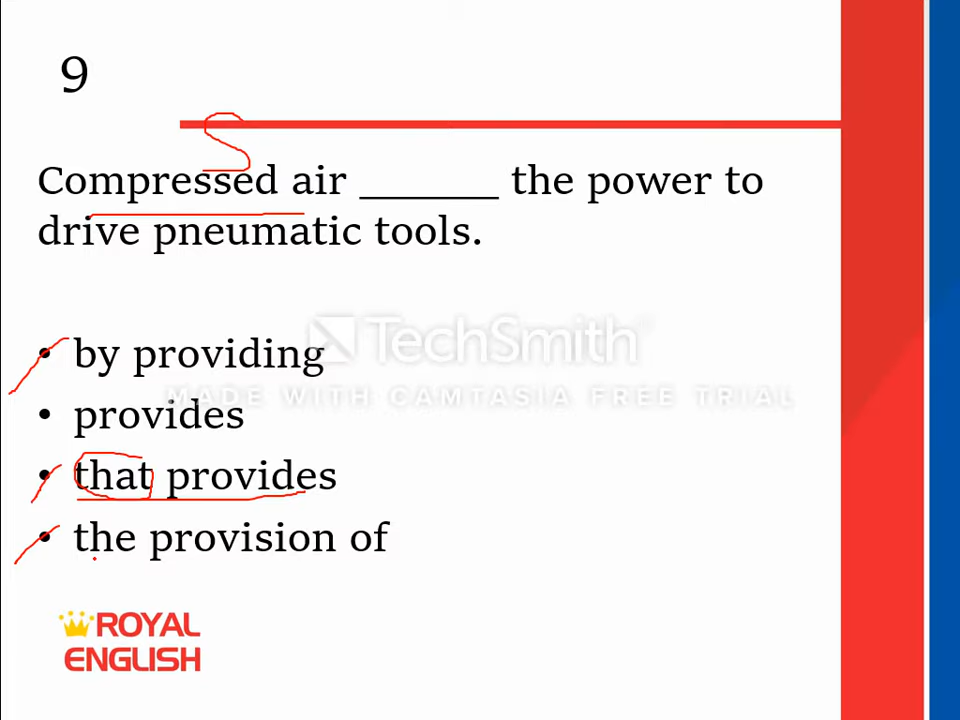 9
S
Compressed air ______ the power to
drive pneumatic tools.
TechSmith
• by providing
MADE WITH CAMTASIA FREE TRIAL
• provides
• that provides
• the provision of
ROYAL
ENGLISH